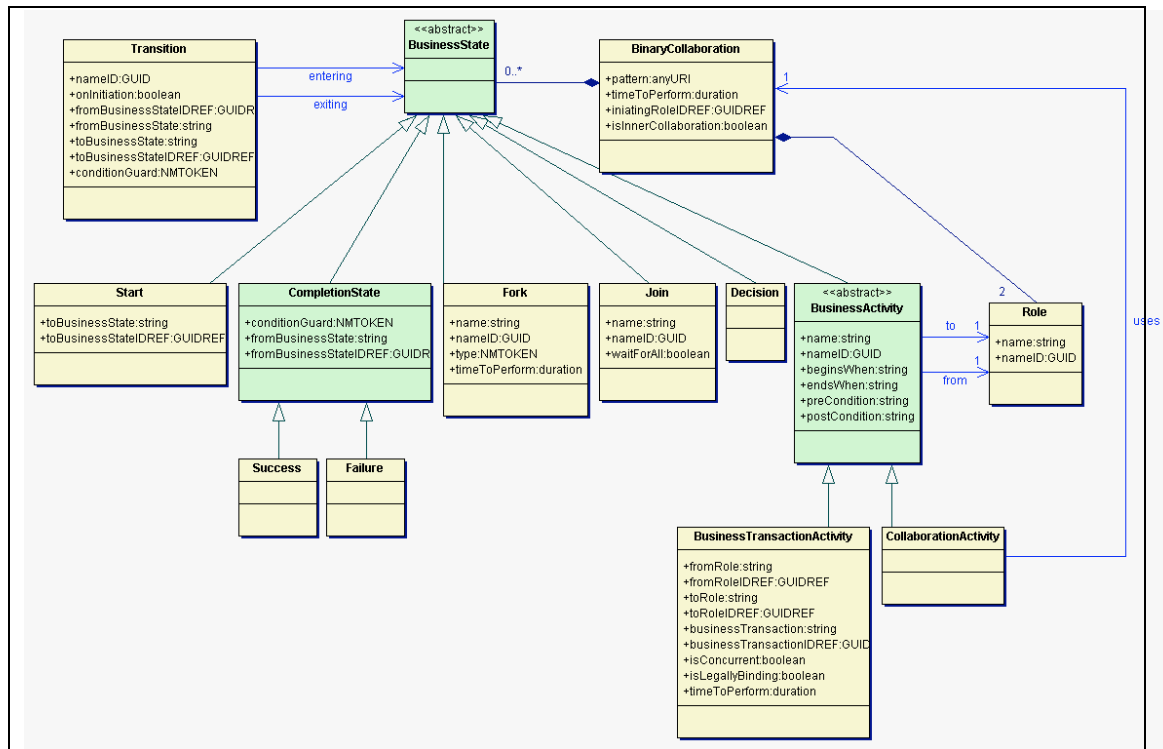 Transition
+nameID:GUID
+onInitiation:boolean
+fromBusinessStateIDREF:GUIDR
+fromBusinessState:string
+toBusinessState:string
+toBusinessStateIDREF:GUIDREF
+conditionGuard:NMTOKEN
entering
exiting
<<abstract>>
BusinessState
0..*
BinaryCollaboration
+pattern:anyURI
+timeToPerform:duration
+iniatingRoleIDREF:GUIDREF
+isInnerCollaboration:boolean
1
Start
+toBusinessState:string
+toBusinessStateIDREF:GUIDREF
CompletionState
+conditionGuard:NMTOKEN
+fromBusinessState:string
+fromBusinessStateIDREF:GUIDR
Fork
+name:string
+nameID:GUID
+type:NMTOKEN
+timeToPerform:duration
Join
+name:string
+nameID:GUID
+waitForAll:boolean
Decision
<<abstract>>
BusinessActivity
+name:string
+nameID:GUID
+beginsWhen:string
+endsWhen:string
+preCondition:string
+postCondition:string
to
1
1
from
2
Role
+name:string
+nameID:GUID
uses
Success
Failure
BusinessTransactionActivity
+fromRole:string
+fromRoleIDREF:GUIDREF
+toRole:string
+toRoleIDREF:GUIDREF
+businessTransaction:string
+businessTransactionIDREF:GUID
+isConcurrent:boolean
+isLegallyBinding:boolean
+timeToPerform:duration
CollaborationActivity